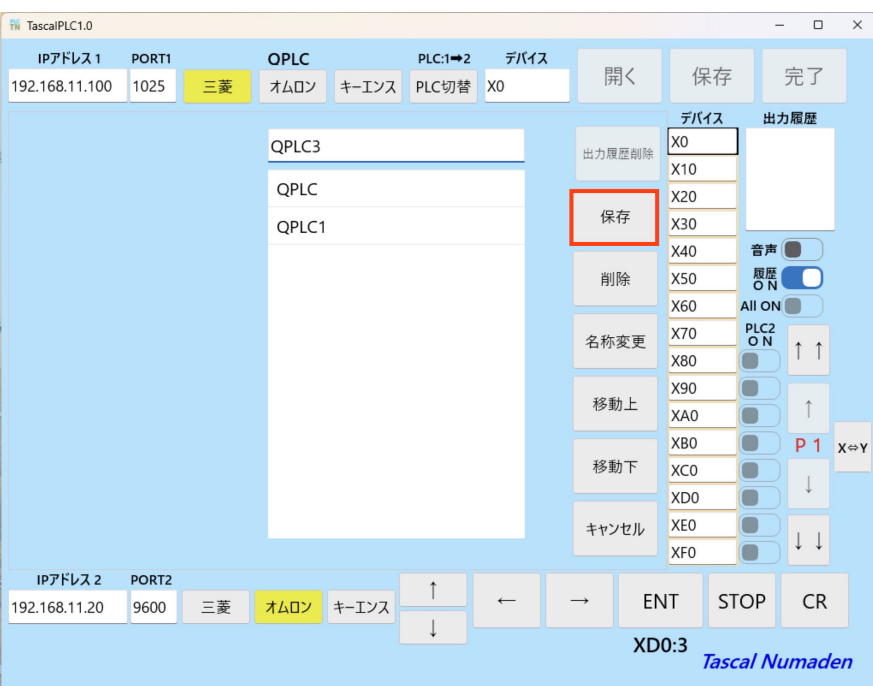 TascalPLC1.0
IPアドレス 1 PORT1 QPLC PLC:1➡2 デバイス
192.168.11.100 1025 三菱 オムロン キーエンス PLC切替 X0 開く 保存 完了
デバイス 出力履歴
QPLC3
QPLC
QPLC1
出力履歴削除
保存
削除
名称変更
移動上
移動下
キャンセル
X0
X10
X20
X30
X40
X50
X60
X70
X80
X90
XA0
XB0
XC0
XD0
XE0
XF0
音声
履歴
ON
All ON
PLC2
ON
↑ ↑
↑
P 1
↓
↓ ↓
X⇔Y
IPアドレス 2 PORT2
192.168.11.20 9600 三菱 オムロン キーエンス
↑
↓
← → ENT STOP CR
XD0:3
Tascal Numaden